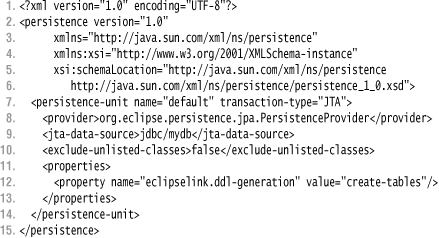 1. <?xml version="1.0" encoding="UTF-8"?>
2. <persistence version="1.0"
3. xmlns="http://java.sun.com/xml/ns/persistence"
4. xmlns:xsi="http://www.w3.org/2001/XMLSchema-instance"
5. xsi:schemaLocation="http://java.sun.com/xml/ns/persistence
6. http://java.sun.com/xml/ns/persistence/persistence_1_0.xsd">
7. <persistence-unit name="default" transaction-type="JTA">
8. <provider>org.eclipse.persistence.jpa.PersistenceProvider</provider>
9. <jta-data-source>jdbc/mydb</jta-data-source>
10. <exclude-unlisted-classes>false</exclude-unlisted-classes>
11. <properties>
12. <property name="eclipselink.ddl-generation" value="create-tables"/>
13. </properties>
14. </persistence-unit>
15. </persistence>